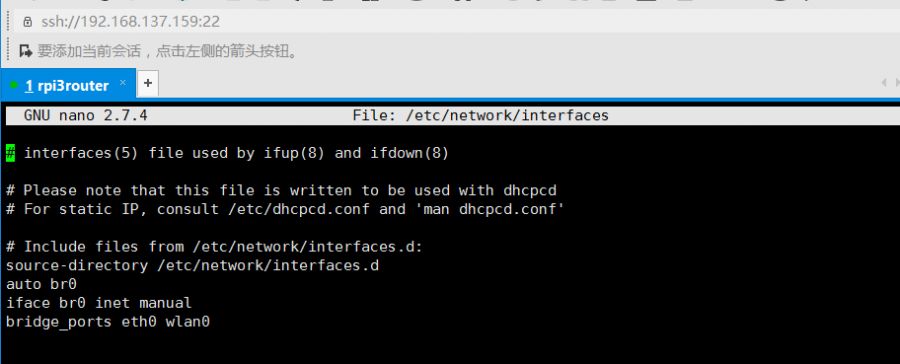 ssh://192.168.137.159:22
要添加当前会话，点击左侧的箭头按钮。
1 rpi3router × +
GNU nano 2.7.4 File: /etc/network/interfaces
# interfaces(5) file used by ifup(8) and ifdown(8)
# Please note that this file is written to be used with dhcpcd
# For static IP, consult /etc/dhcpcd.conf and 'man dhcpcd.conf'
# Include files from /etc/network/interfaces.d:
source-directory /etc/network/interfaces.d
auto br0
iface br0 inet manual
bridge_ports eth0 wlan0